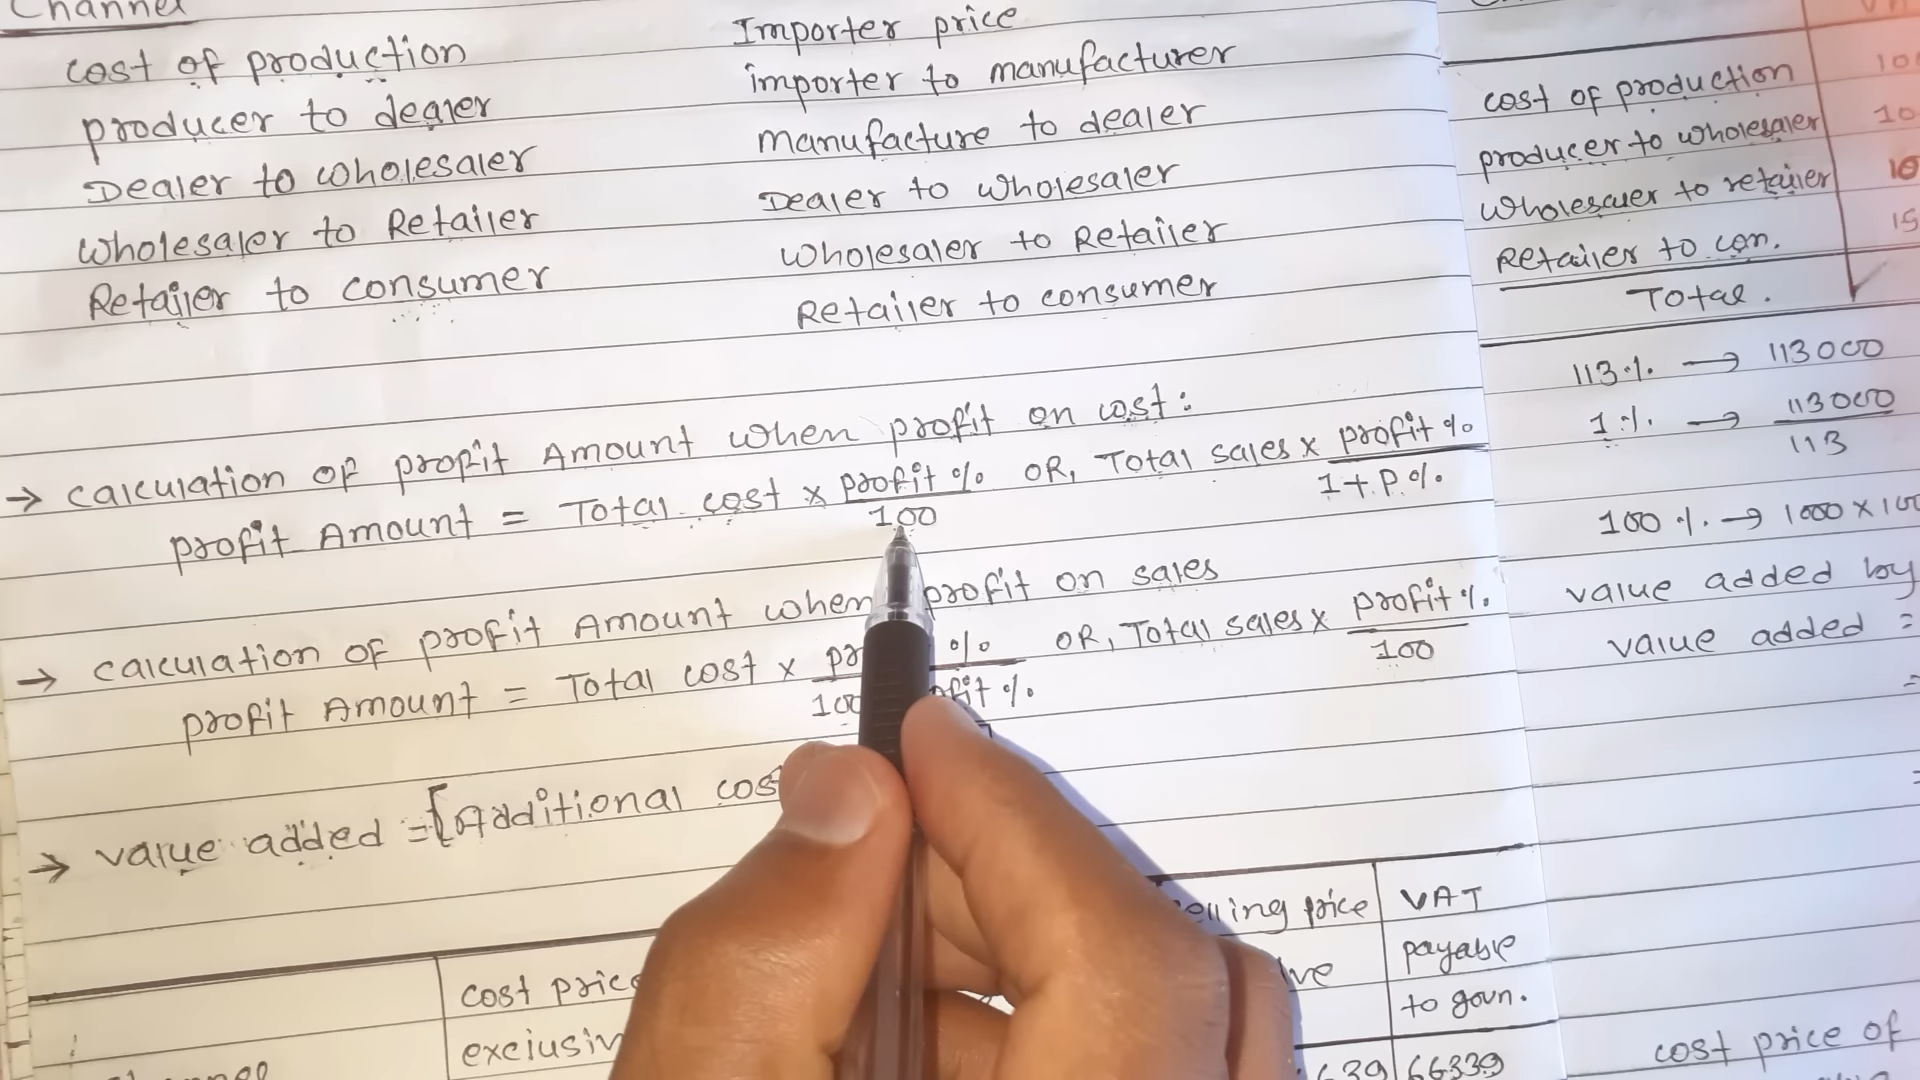 Channel
cost of production
producer to dealer
Dealer to wholesaler
Wholesaler to Retailer
Retailer to consumer
Importer price
importer to manufacturer
manufacture to dealer
Dealer to wholesaler
Wholesaler to Retailer
Retailer to consumer
→ calculation of profit Amount when profit on cost:
profit Amount = Total cost x profit % / 100 OR, Total sales x profit % / 1 + P %
→ calculation of profit Amount when profit on sales
profit Amount = Total cost x % / 100 OR, Total sales x profit % / 100
→ value added = [Additional
cost price
selling price
VAT
payable
to govn.
66339
cost of production
producer to wholesaler
wholesaler to retailer
Retailer to con.
Total.
113 % → 113000
1 % → 113000 / 113
100 % → 1000 x
value added by
value added =
cost price of